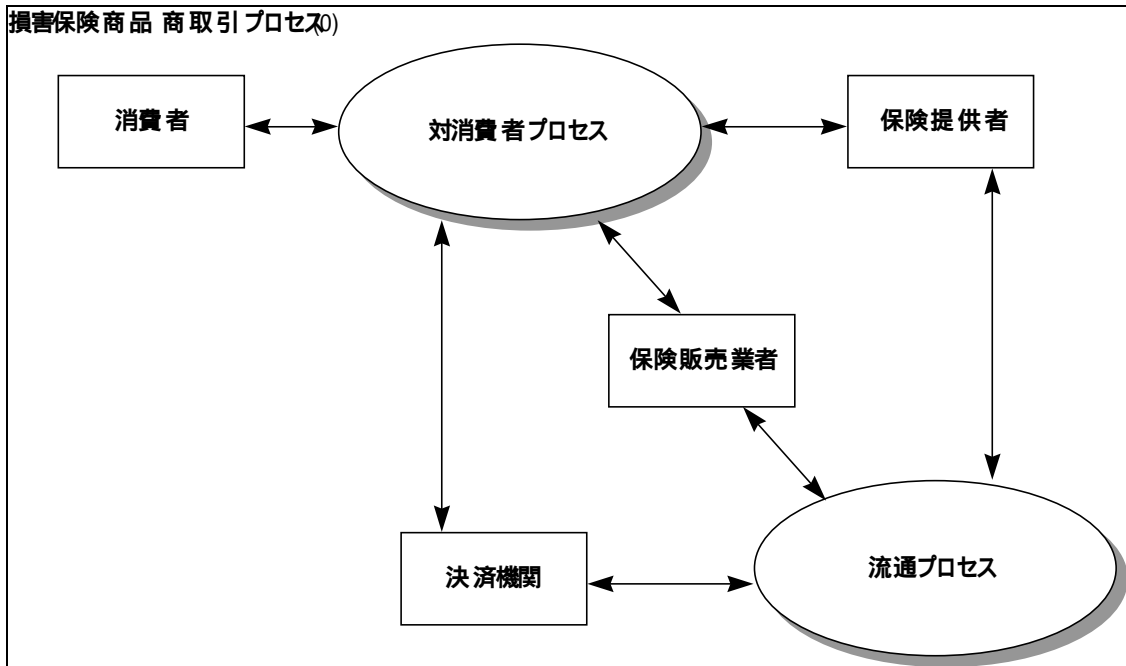 損害保険商品 商取引プロセス(0)
消費者
対消費者プロセス
保険提供者
保険販売業者
決済機関
流通プロセス